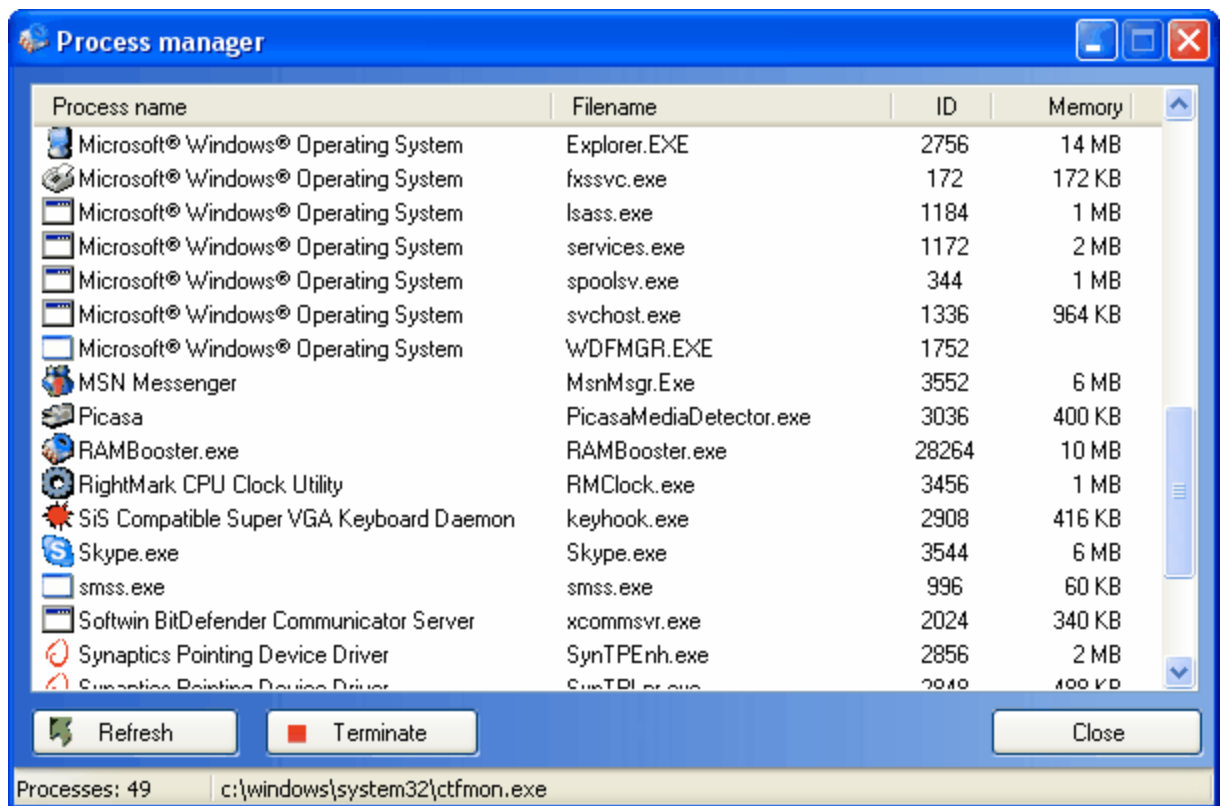 Process manager
Process name Filename ID Memory
Microsoft® Windows® Operating System Explorer.EXE 2756 14 MB
Microsoft® Windows® Operating System fxssvc.exe 172 172 KB
Microsoft® Windows® Operating System lsass.exe 1184 1 MB
Microsoft® Windows® Operating System services.exe 1172 2 MB
Microsoft® Windows® Operating System spoolsv.exe 344 1 MB
Microsoft® Windows® Operating System svchost.exe 1336 964 KB
Microsoft® Windows® Operating System WDFMGR.EXE 1752
MSN Messenger MsnMsgr.Exe 3552 6 MB
Picasa PicasaMediaDetector.exe 3036 400 KB
RAMBooster.exe RAMBooster.exe 28264 10 MB
RightMark CPU Clock Utility RMClock.exe 3456 1 MB
SiS Compatible Super VGA Keyboard Daemon keyhook.exe 2908 416 KB
Skype.exe Skype.exe 3544 6 MB
smss.exe smss.exe 996 60 KB
Softwin BitDefender Communicator Server xcommsvr.exe 2024 340 KB
Synaptics Pointing Device Driver SynTPEnh.exe 2856 2 MB
Synaptics Pointing Device Driver
Refresh Terminate Close
Processes: 49 c:\windows\system32\ctfmon.exe